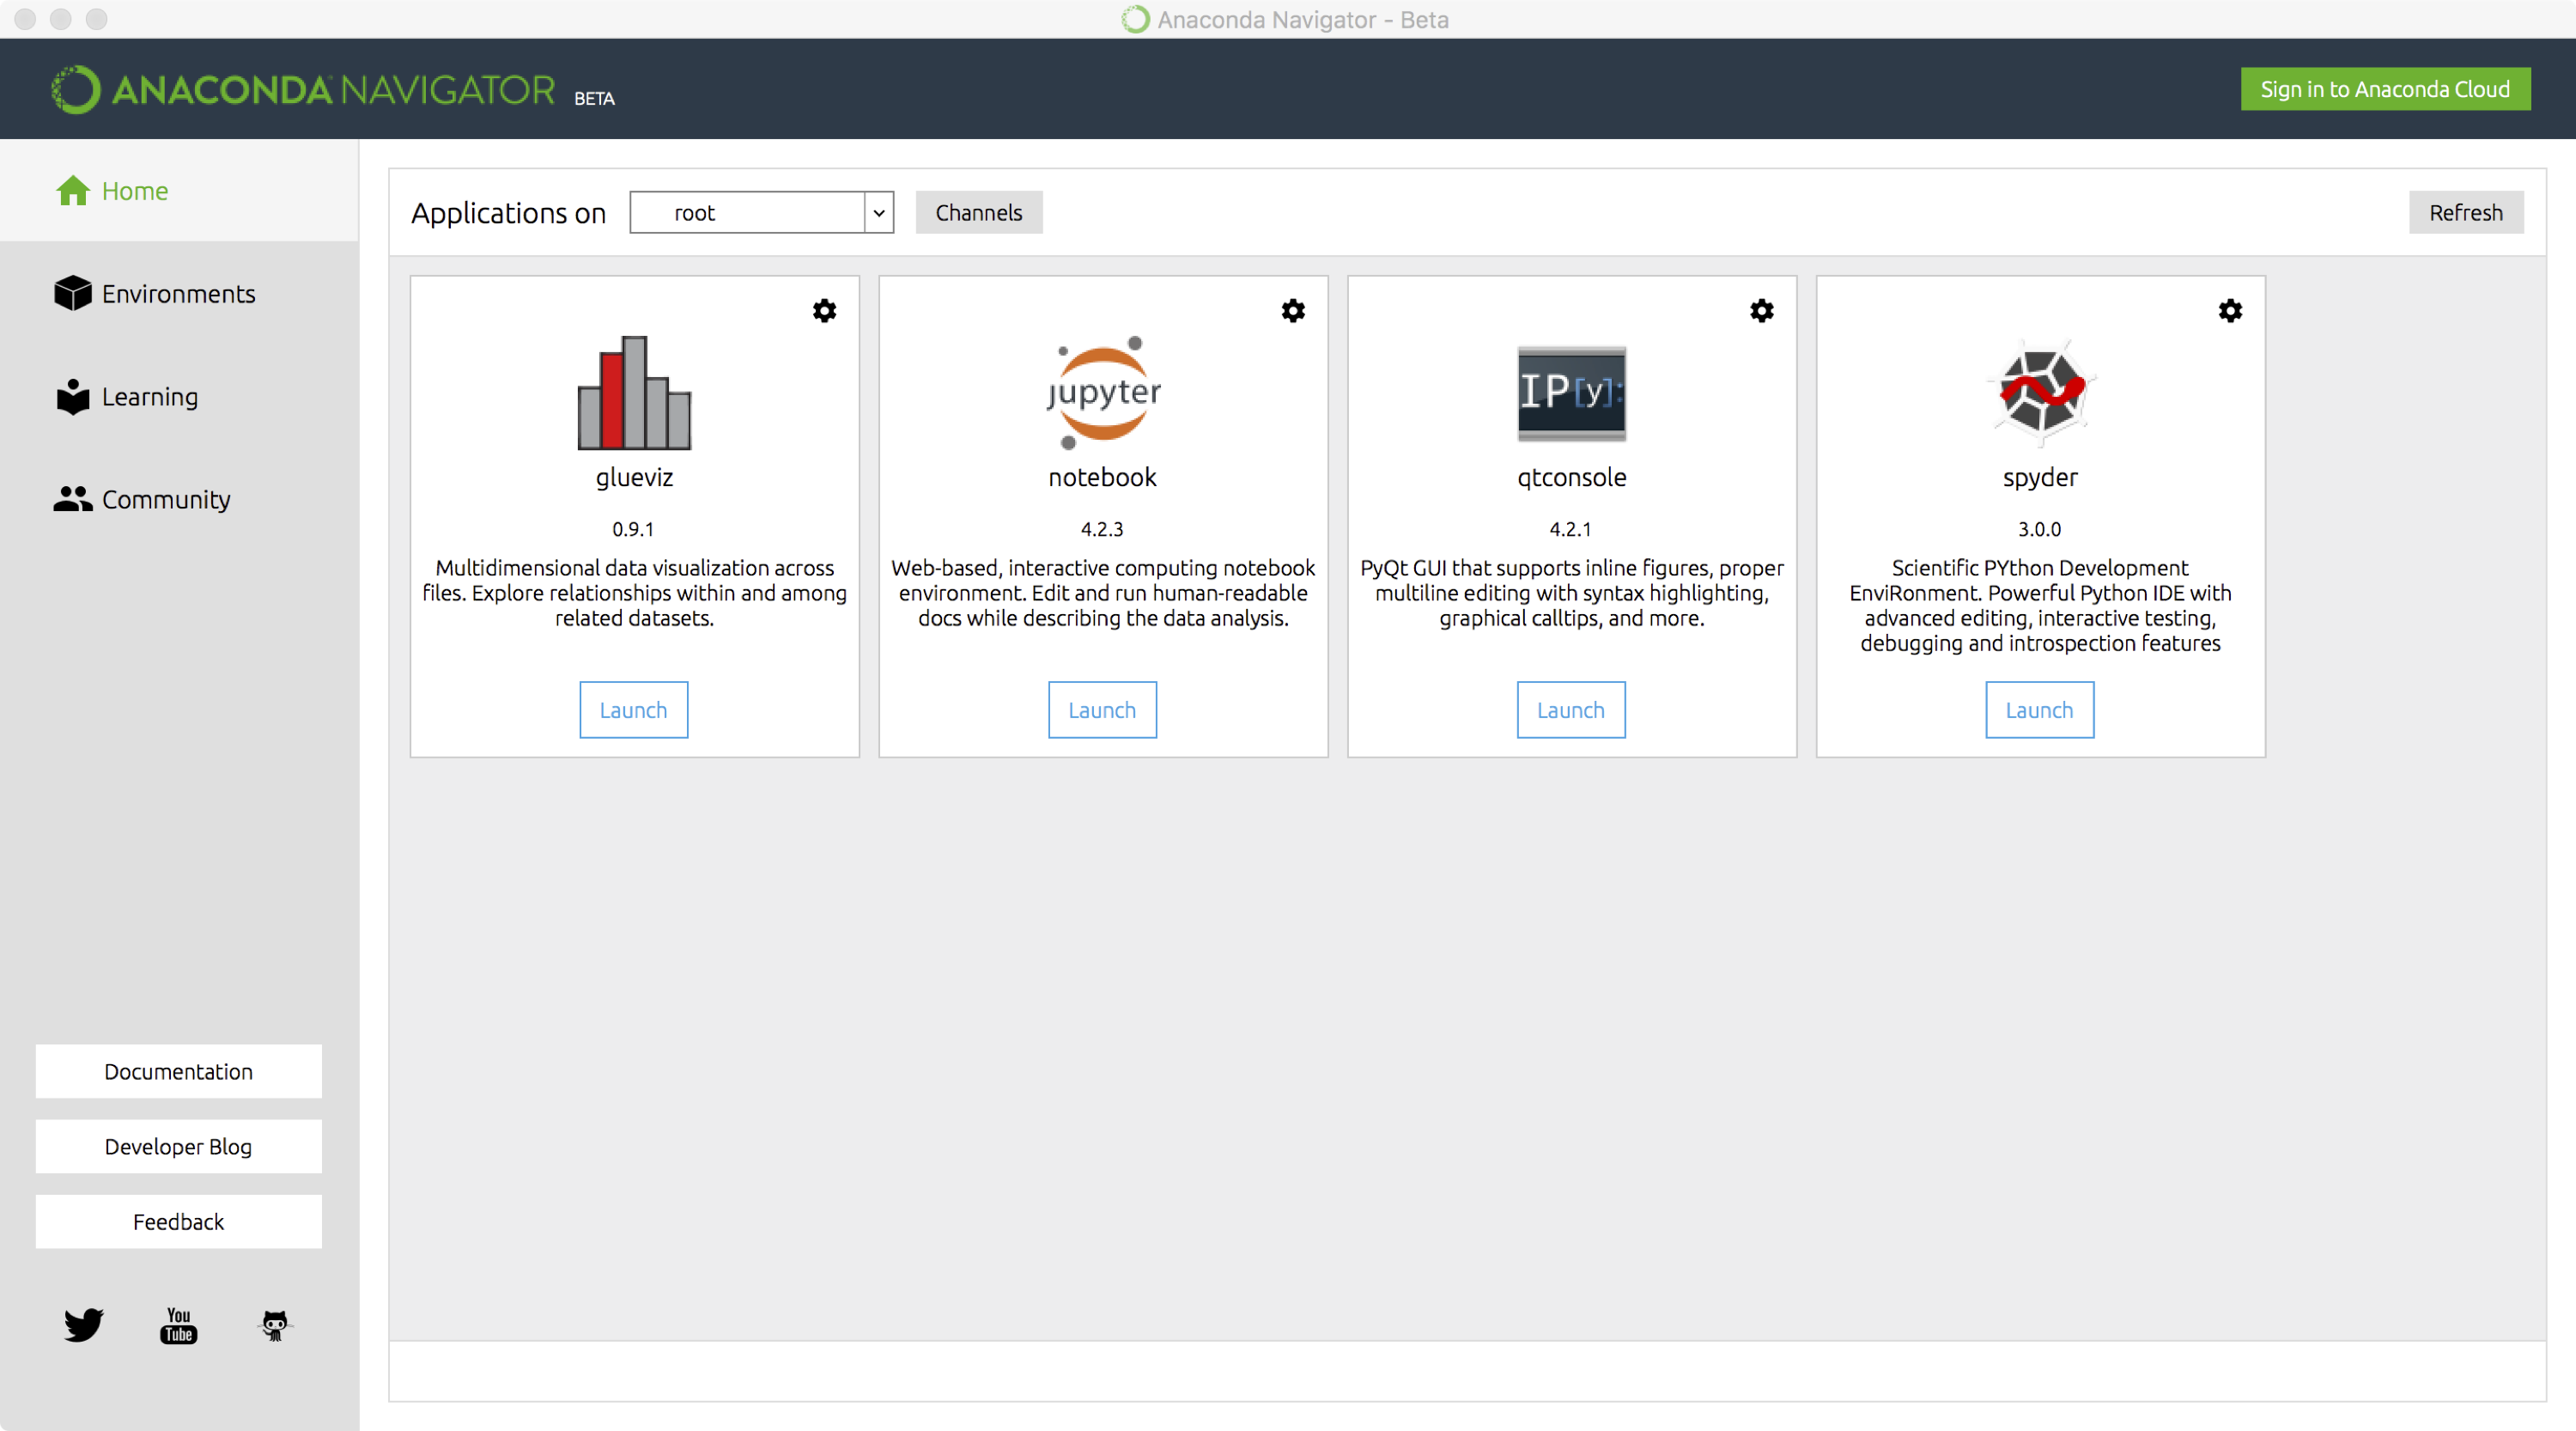 Anaconda Navigator - Beta
ANACONDA NAVIGATOR BETA
Sign in to Anaconda Cloud
Home
Environments
Learning
Community
Documentation
Developer Blog
Feedback
You
Tube
Applications on root Channels Refresh
jupyter
IP[y]:
glueviz
0.9.1
Multidimensional data visualization across
files. Explore relationships within and among
related datasets.
Launch
notebook
4.2.3
Web-based, interactive computing notebook
environment. Edit and run human-readable
docs while describing the data analysis.
Launch
qtconsole
4.2.1
PyQt GUI that supports inline figures, proper
multiline editing with syntax highlighting,
graphical calltips, and more.
Launch
spyder
3.0.0
Scientific PYthon Development
EnviRonment. Powerful Python IDE with
advanced editing, interactive testing,
debugging and introspection features
Launch